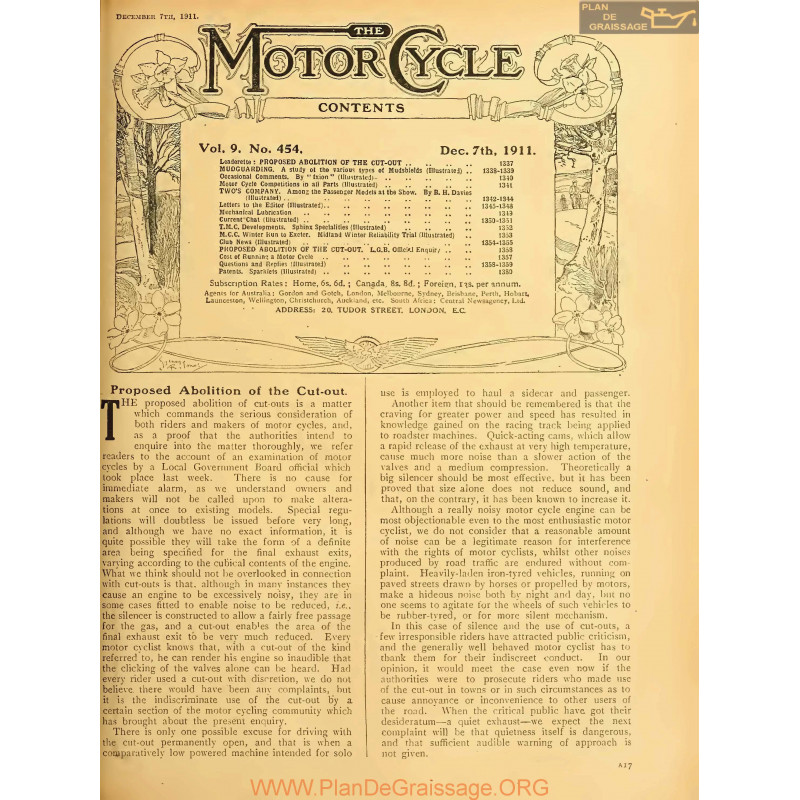 DECEMBER 7TH, 1911.
PLAN
DE
GRAISSAGE
THE
MOTOR CYCLE
CONTENTS
Vol. 9. No. 454. Dec. 7th, 1911.
Leaderette: PROPOSED ABOLITION OF THE CUT-OUT .. .. .. .. 1337
MUDGUARDING. A study of the various types of Mudshields (Illustrated) .. 1338-1339
Occasional Comments. By "Ixion" (Illustrated) .. .. .. .. 1340
Motor Cycle Competitions in all Parts (Illustrated) .. .. .. .. 1341
TWO'S COMPANY. Among the Passenger Models at the Show. By B. H. Davies
(Illustrated) .. .. .. .. .. .. .. .. 1342-1344
Letters to the Editor (Illustrated) .. .. .. .. .. .. 1345-1348
Mechanical Lubrication .. .. .. .. .. .. 1349
Current Chat (Illustrated) .. .. .. .. .. .. 1350-1351
T.M.C. Developments. Sphinx Specialities (Illustrated) .. .. .. 1352
M.C.C. Winter Run to Exeter. Midland Winter Reliability Trial (Illustrated) .. 1353
Club News (Illustrated) .. .. .. .. .. .. 1354-1355
PROPOSED ABOLITION OF THE CUT-OUT. L.G.B. Official Enquiry .. .. 1356
Cost of Running a Motor Cycle .. .. .. .. .. .. 1357
Questions and Replies (Illustrated) .. .. .. .. .. 1358-1359
Patents. Sparklets (Illustrated) .. .. .. .. .. .. 1360
Subscription Rates: Home, 6s. 6d.; Canada, 8s. 8d.; Foreign, 13s. per annum.
Agents for Australia: Gordon and Gotch, London, Melbourne, Sydney, Brisbane, Perth, Hobart,
Launceston, Wellington, Christchurch, Auckland, etc. South Africa: Central Newsagency, Ltd.
ADDRESS: 20, TUDOR STREET, LONDON, E.C.
Proposed Abolition of the Cut-out.
THE proposed abolition of cut-outs is a matter
which commands the serious consideration of
both riders and makers of motor cycles, and,
as a proof that the authorities intend to
enquire into the matter thoroughly, we refer
readers to the account of an examination of motor
cycles by a Local Government Board official which
took place last week. There is no cause for
immediate alarm, as we understand owners and
makers will not be called upon to make altera-
tions at once to existing models. Special regu-
lations will doubtless be issued before very long,
and although we have no exact information, it is
quite possible they will take the form of a definite
area being specified for the final exhaust exits,
varying according to the cubical contents of the engine.
What we think should not be overlooked in connection
with cut-outs is that, although in many instances they
cause an engine to be excessively noisy, they are in
some cases fitted to enable noise to be reduced, i.e.,
the silencer is constructed to allow a fairly free passage
for the gas, and a cut-out enables the area of the
final exhaust exit to be very much reduced. Every
motor cyclist knows that, with a cut-out of the kind
referred to, he can render his engine so inaudible that
the clicking of the valves alone can be heard. Had
every rider used a cut-out with discretion, we do not
believe there would have been any complaints, but
it is the indiscriminate use of the cut-out by a
certain section of the motor cycling community which
has brought about the present enquiry.
There is only one possible excuse for driving with
the cut-out permanently open, and that is when a
comparatively low powered machine intended for solo
use is employed to haul a sidecar and passenger.
Another item that should be remembered is that the
craving for greater power and speed has resulted in
knowledge gained on the racing track being applied
to roadster machines. Quick-acting cams, which allow
a rapid release of the exhaust at very high temperature,
cause much more noise than a slower action of the
valves and a medium compression. Theoretically a
big silencer should be most effective, but it has been
proved that size alone does not reduce sound, and
that, on the contrary, it has been known to increase it.
Although a really noisy motor cycle engine can be
most objectionable even to the most enthusiastic motor
cyclist, we do not consider that a reasonable amount
of noise can be a legitimate reason for interference
with the rights of motor cyclists, whilst other noises
produced by road traffic are endured without com-
plaint. Heavily-laden iron-tyred vehicles, running on
paved streets drawn by horses or propelled by motors,
make a hideous noise both by night and day, but no
one seems to agitate for the wheels of such vehicles to
be rubber-tyred, or for more silent mechanism.
In this case of silence and the use of cut-outs, a
few irresponsible riders have attracted public criticism,
and the generally well behaved motor cyclist has to
thank them for their indiscreet conduct. In our
opinion, it would meet the case even now if the
authorities were to prosecute riders who made use
of the cut-out in towns or in such circumstances as to
cause annoyance or inconvenience to other users of
the road. When the critical public have got their
desideratum—a quiet exhaust—we expect the next
complaint will be that quietness itself is dangerous,
and that sufficient audible warning of approach is
not given.
A17
www.PlanDeGraissage.ORG